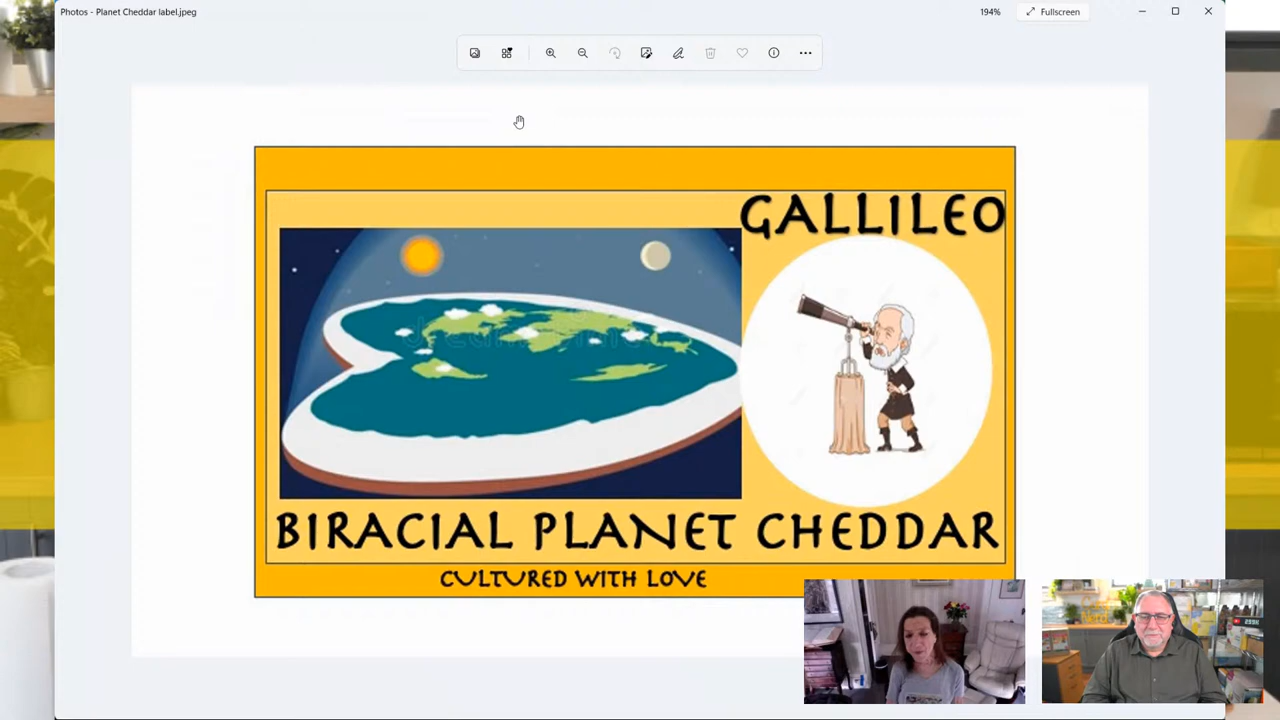 Photos - Planet Cheddar label.jpeg
194%
Fullscreen
GALLILEO
BIRACIAL PLANET CHEDDAR
CULTURED WITH LOVE